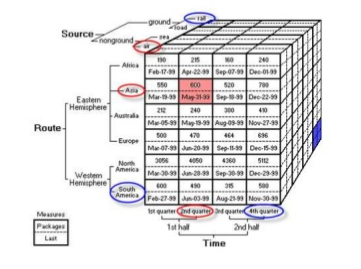 ground
rail
road
Source
sea
nonground
air
Africa
190 215 160 240
Feb-17-99 Apr-22-99 Sep-07-99 Dec-01-99
Asia
550 600 520 780
Mar-19-99 May-31-99 Sep-18-99 Dec-22-99
Eastern
Hemisphere
Australia
212 240 300 410
Mar-05-99 May-19-99 Aug-09-99 Nov-27-99
Route
Europe
500 470 464 696
Mar-07-99 Jun-20-99 Sep-11-99 Dec-15-99
North
America
3056 4050 4360 5112
Mar-30-99 Jun-28-99 Sep-30-99 Dec-29-99
Western
Hemisphere
South
America
600 490 315 580
Feb-27-99 Jun-03-99 Aug-21-99 Nov-30-99
Measures
1st quarter 2nd quarter 3rd quarter 4th quarter
Packages
Last
1st half 2nd half
Time